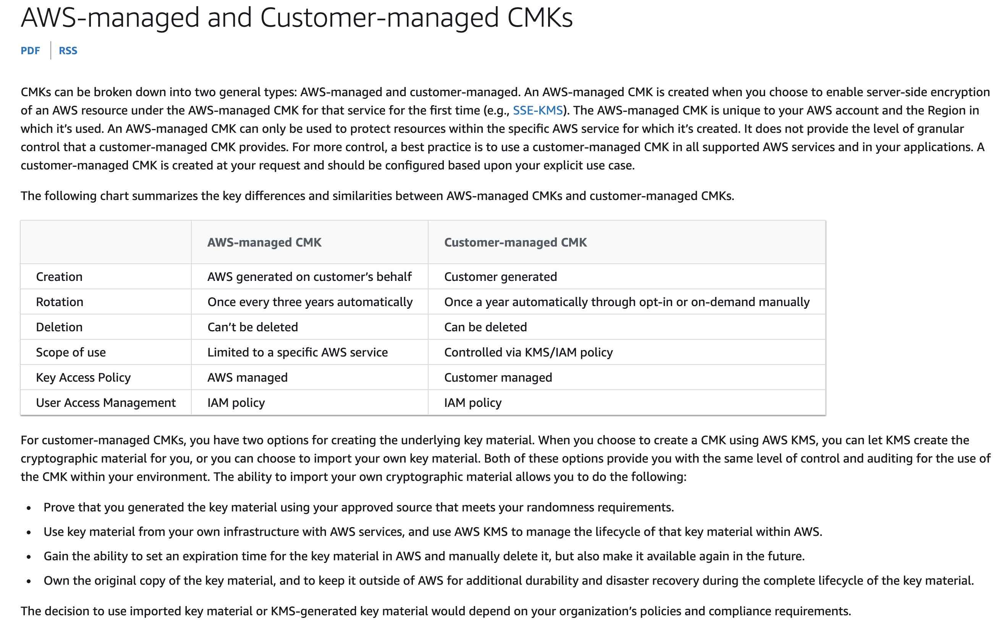 AWS-managed and Customer-managed CMKs
PDF | RSS
CMKs can be broken down into two general types: AWS-managed and customer-managed. An AWS-managed CMK is created when you choose to enable server-side encryption
of an AWS resource under the AWS-managed CMK for that service for the first time (e.g., SSE-KMS). The AWS-managed CMK is unique to your AWS account and the Region in
which it’s used. An AWS-managed CMK can only be used to protect resources within the specific AWS service for which it’s created. It does not provide the level of granular
control that a customer-managed CMK provides. For more control, a best practice is to use a customer-managed CMK in all supported AWS services and in your applications. A
customer-managed CMK is created at your request and should be configured based upon your explicit use case.
The following chart summarizes the key differences and similarities between AWS-managed CMKs and customer-managed CMKs.
AWS-managed CMK Customer-managed CMK
Creation AWS generated on customer’s behalf Customer generated
Rotation Once every three years automatically Once a year automatically through opt-in or on-demand manually
Deletion Can’t be deleted Can be deleted
Scope of use Limited to a specific AWS service Controlled via KMS/IAM policy
Key Access Policy AWS managed Customer managed
User Access Management IAM policy IAM policy
For customer-managed CMKs, you have two options for creating the underlying key material. When you choose to create a CMK using AWS KMS, you can let KMS create the
cryptographic material for you, or you can choose to import your own key material. Both of these options provide you with the same level of control and auditing for the use of
the CMK within your environment. The ability to import your own cryptographic material allows you to do the following:
• Prove that you generated the key material using your approved source that meets your randomness requirements.
• Use key material from your own infrastructure with AWS services, and use AWS KMS to manage the lifecycle of that key material within AWS.
• Gain the ability to set an expiration time for the key material in AWS and manually delete it, but also make it available again in the future.
• Own the original copy of the key material, and to keep it outside of AWS for additional durability and disaster recovery during the complete lifecycle of the key material.
The decision to use imported key material or KMS-generated key material would depend on your organization’s policies and compliance requirements.